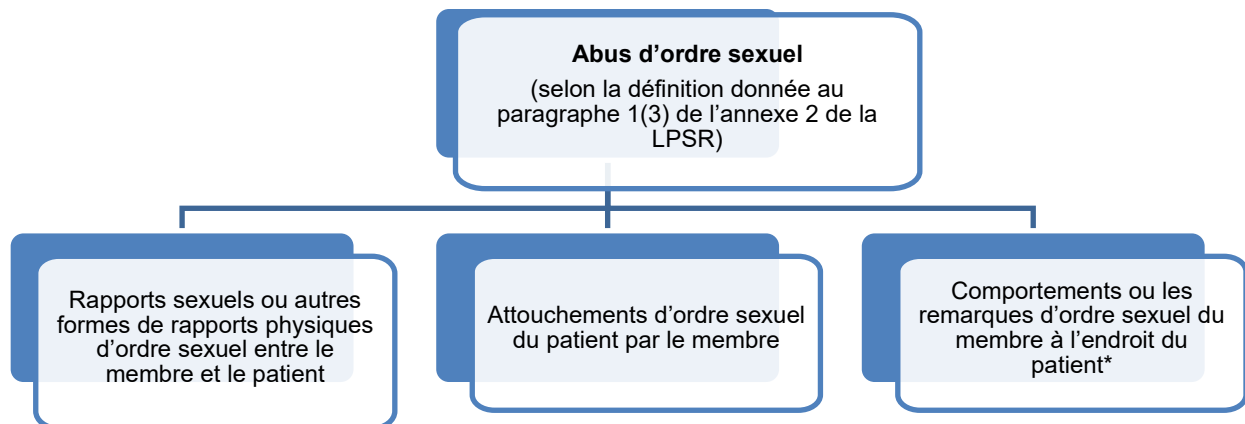 Abus d’ordre sexuel
(selon la définition donnée au
paragraphe 1(3) de l’annexe 2 de la
LPSR)
Rapports sexuels ou autres
formes de rapports physiques
d’ordre sexuel entre le
membre et le patient
Attouchements d’ordre sexuel
du patient par le membre
Comportements ou les
remarques d’ordre sexuel du
membre à l’endroit du
patient*